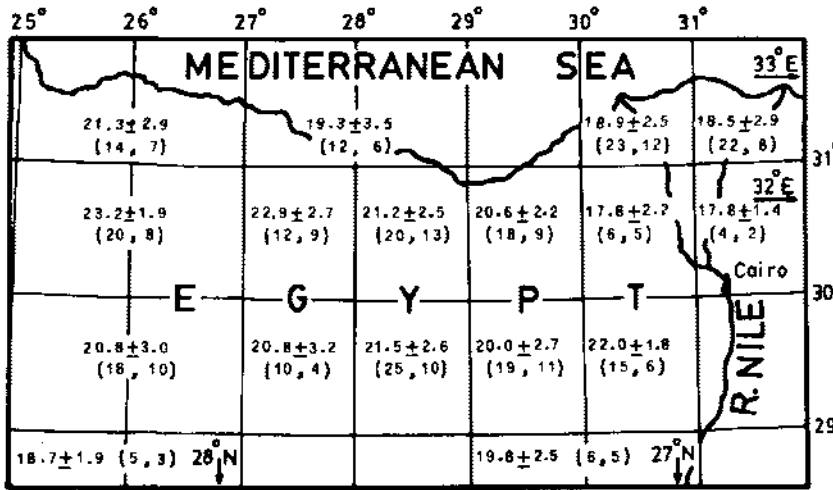 25° 26° 27° 28° 29° 30° 31°
MEDITERRANEAN SEA
33°E
21.3±2.9 19.3±3.5 18.9±2.5 18.5±2.9
(14, 7) (12, 6) (23, 12) (22, 8)
31°
32°E
23.2±1.9 22.9±2.7 21.2±2.5 20.6±2.2 17.8±2.2 17.8±1.4
(20, 8) (12, 9) (20, 13) (18, 9) (6, 5) (4, 2)
Cairo
EGYPT
30°
R. NILE
20.8±3.0 20.8±3.2 21.5±2.6 20.0±2.7 22.0±1.8
(18, 10) (10, 4) (25, 10) (19, 11) (15, 6)
29°
18.7±1.9 (5, 3) 28°N 19.8±2.5 (6, 5) 27°N